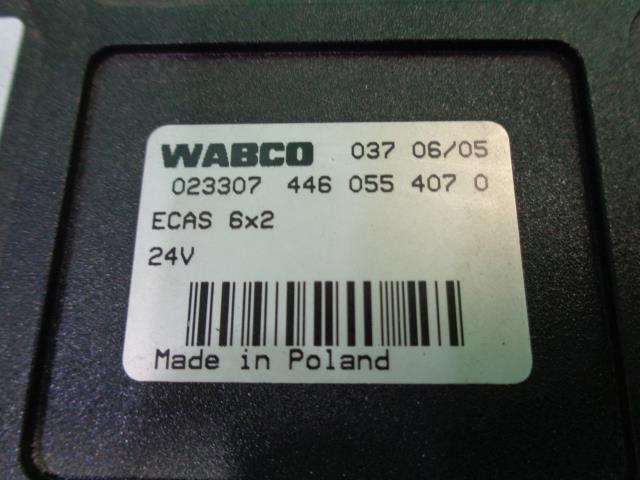 WABCO 037 06/05
023307 446 055 407 0
ECAS 6x2
24V
Made in Poland